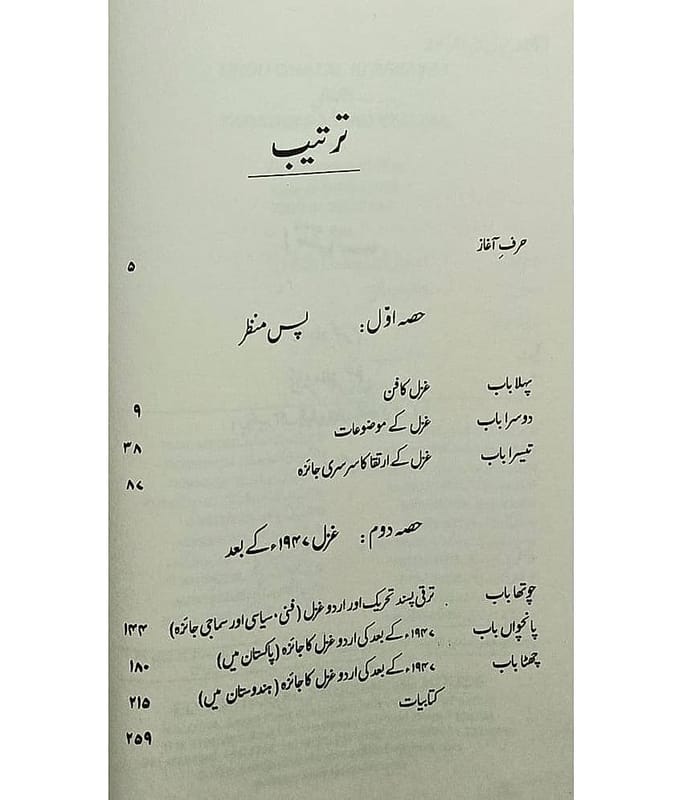 ترتیب
حرفِ آغاز ۵
حصہ اوّل: پس منظر
پہلا باب غزل کا فن ۹
دوسرا باب غزل کے موضوعات ۳۸
تیسرا باب غزل کے ارتقا کا سرسری جائزہ ۸۷
حصہ دوم: غزل ۱۹۴۷ء کے بعد
چوتھا باب ترقی پسند تحریک اور اردو غزل (فنی، سیاسی اور سماجی جائزہ) ۱۴۴
پانچواں باب ۱۹۴۷ء کے بعد کی اردو غزل کا جائزہ (پاکستان میں) ۱۸۰
چھٹا باب ۱۹۴۷ء کے بعد کی اردو غزل کا جائزہ (ہندوستان میں) ۲۱۵
کتابیات ۲۵۹